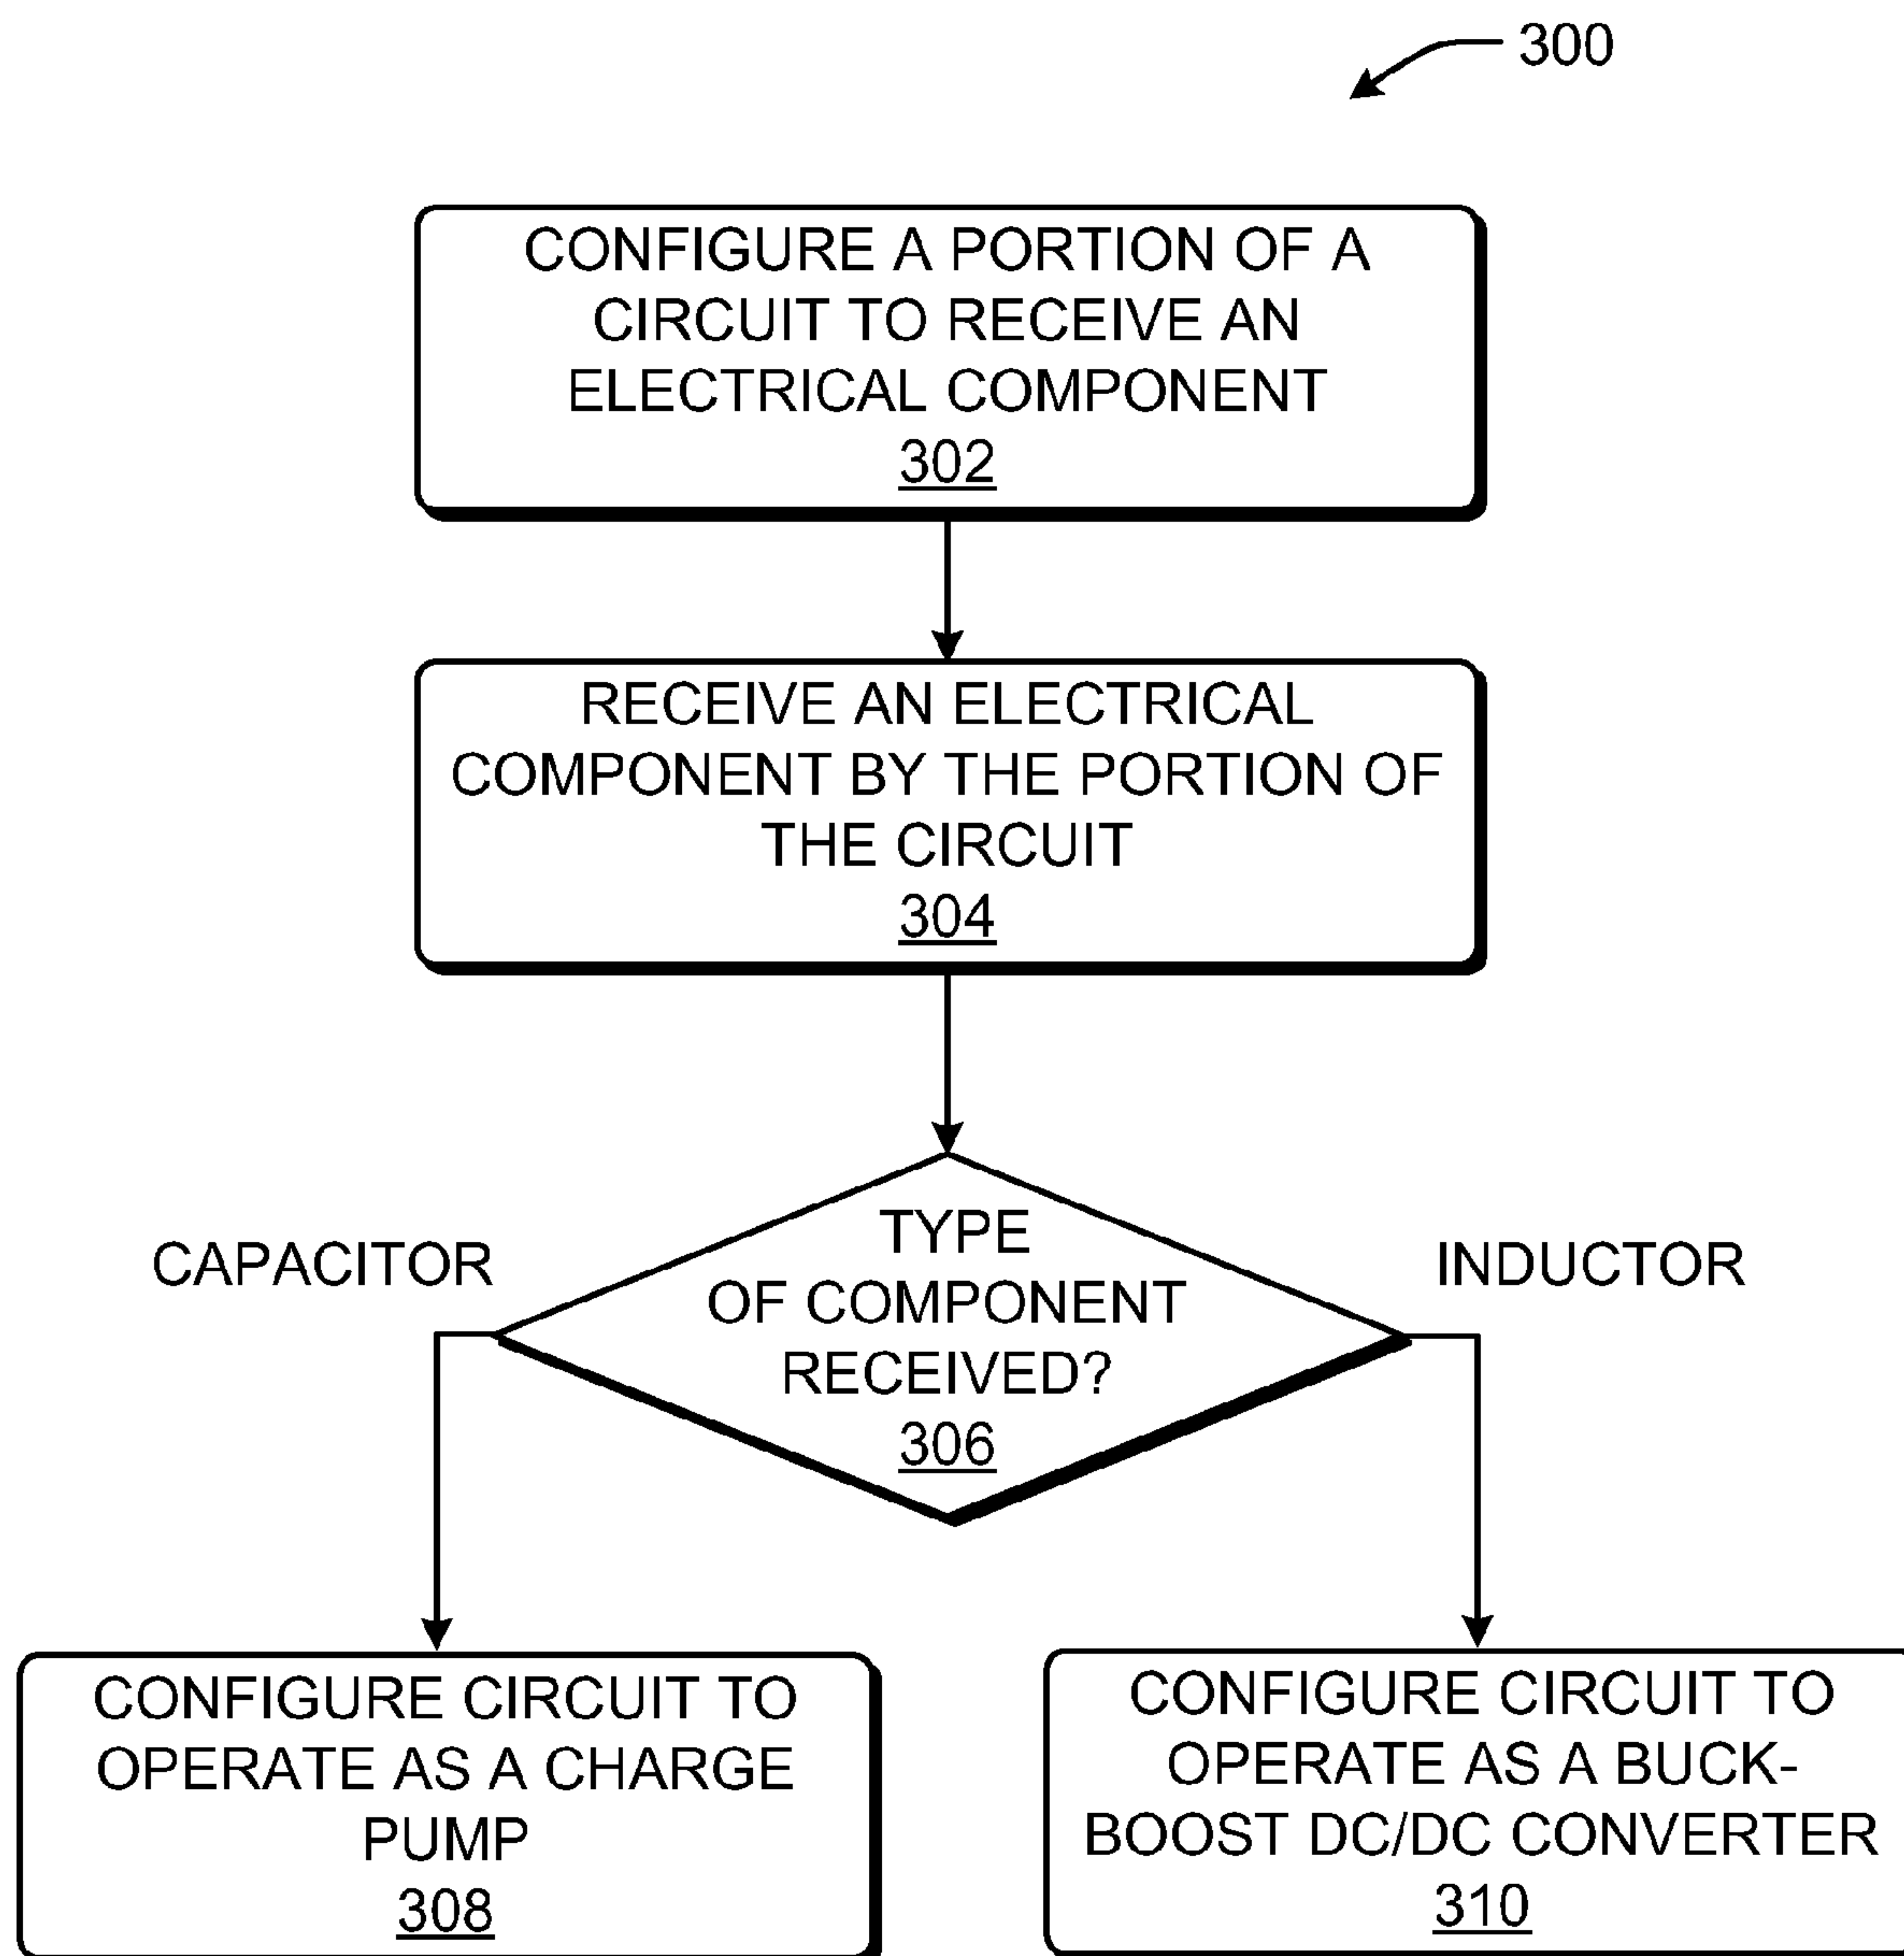 300
CONFIGURE A PORTION OF A
CIRCUIT TO RECEIVE AN
ELECTRICAL COMPONENT
302
RECEIVE AN ELECTRICAL
COMPONENT BY THE PORTION OF
THE CIRCUIT
304
TYPE
OF COMPONENT
RECEIVED?
306
CAPACITOR
INDUCTOR
CONFIGURE CIRCUIT TO
OPERATE AS A CHARGE
PUMP
308
CONFIGURE CIRCUIT TO
OPERATE AS A BUCK-
BOOST DC/DC CONVERTER
310